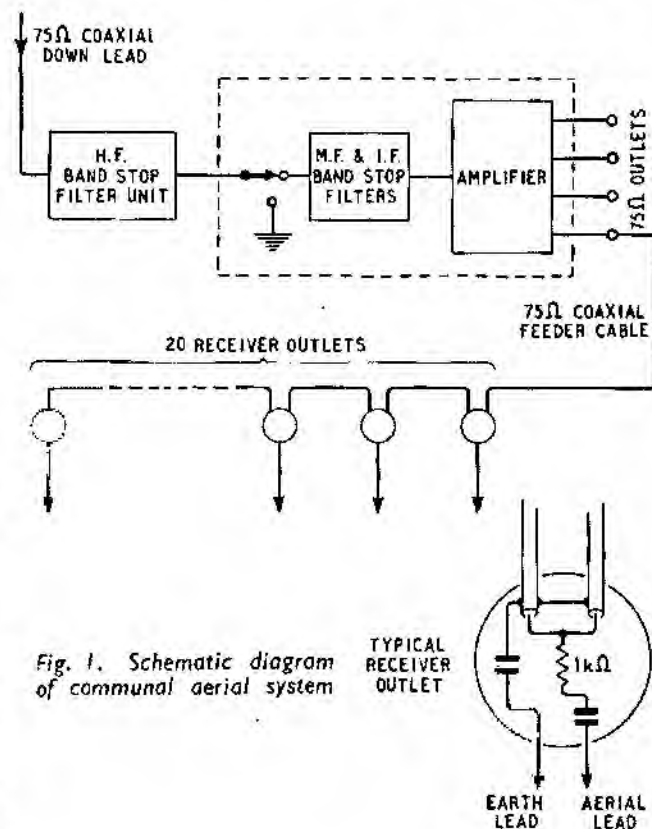 75Ω COAXIAL
DOWN LEAD
H.F.
BAND STOP
FILTER UNIT
M.F. & I.F.
BAND STOP
FILTERS
AMPLIFIER
75Ω OUTLETS
75Ω COAXIAL
FEEDER CABLE
20 RECEIVER OUTLETS
Fig. 1. Schematic diagram
of communal aerial system
TYPICAL
RECEIVER
OUTLET
1kΩ
EARTH
LEAD
AERIAL
LEAD